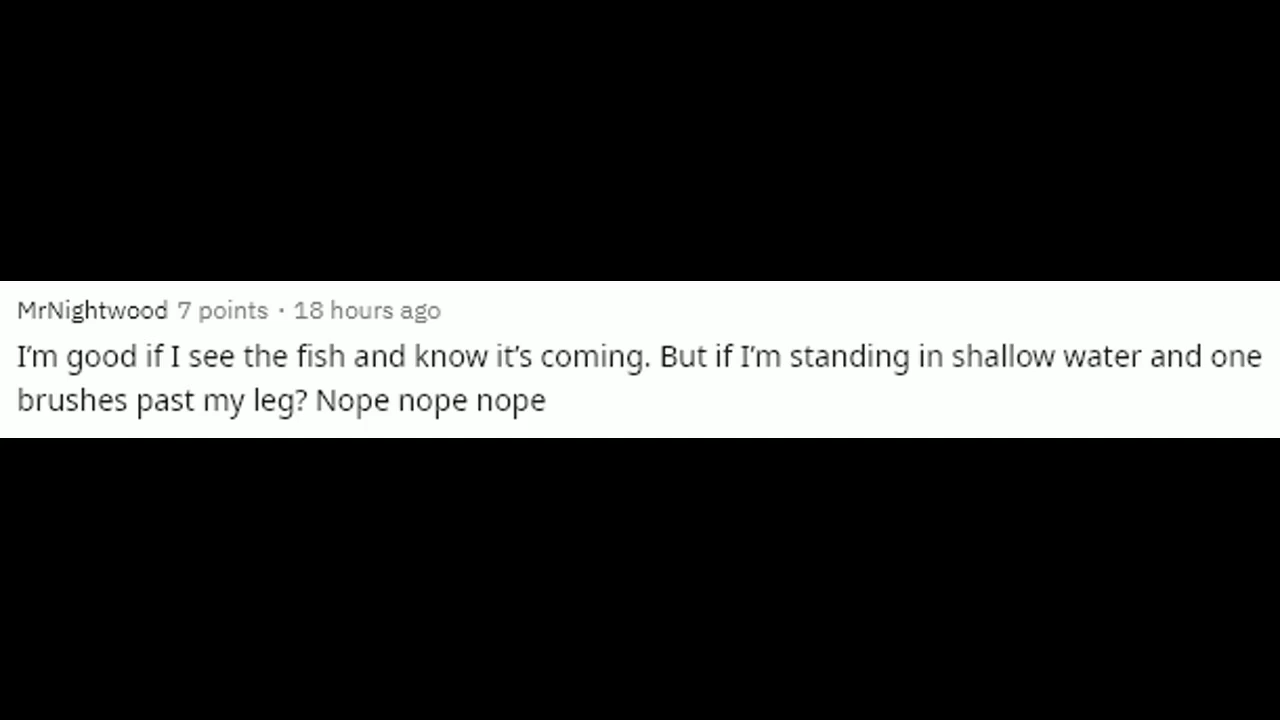 MrNightwood 7 points · 18 hours ago
I’m good if I see the fish and know it’s coming. But if I’m standing in shallow water and one
brushes past my leg? Nope nope nope